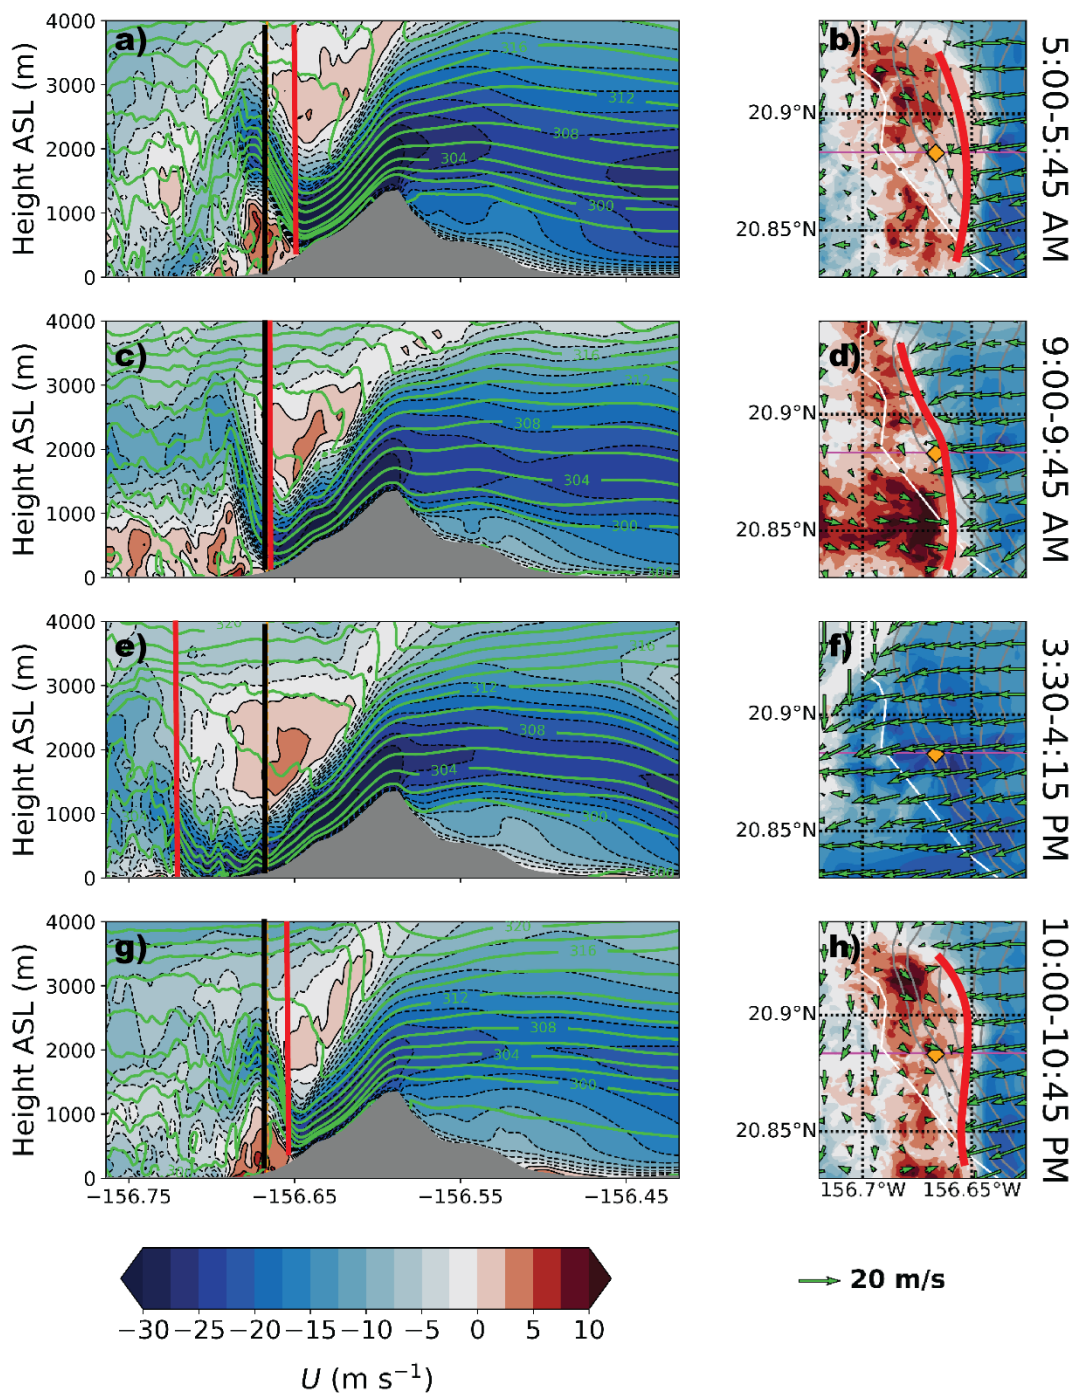 a)
4000
3000
2000
1000
0
Height ASL (m)
316
312
308
304
300
b)
20.9°N
20.85°N
5:00-5:45 AM
c)
4000
3000
2000
1000
0
Height ASL (m)
316
308
304
300
d)
20.9°N
20.85°N
9:00-9:45 AM
e)
4000
3000
2000
1000
0
Height ASL (m)
320
316
312
308
304
300
f)
20.9°N
20.85°N
3:30-4:15 PM
g)
4000
3000
2000
1000
0
Height ASL (m)
320
316
312
308
304
300
−156.75
−156.65
−156.55
−156.45
h)
20.9°N
20.85°N
156.7°W
156.65°W
10:00-10:45 PM
−30 −25 −20 −15 −10 −5 0 5 10
U (m s⁻¹)
20 m/s